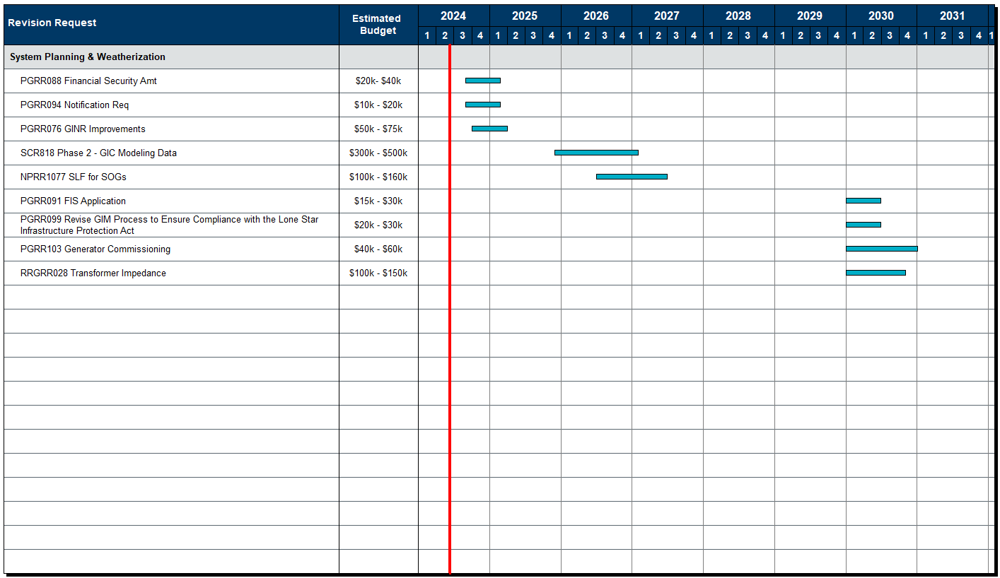 Revision Request
Estimated
Budget
2024 2025 2026 2027 2028 2029 2030 2031
1 2 3 4 1 2 3 4 1 2 3 4 1 2 3 4 1 2 3 4 1 2 3 4 1 2 3 4 1 2 3 4 1
System Planning & Weatherization
PGRR088 Financial Security Amt $20k- $40k
PGRR094 Notification Req $10k - $20k
PGRR076 GINR Improvements $50k - $75k
SCR818 Phase 2 - GIC Modeling Data $300k - $500k
NPRR1077 SLF for SOGs $100k - $160k
PGRR091 FIS Application $15k - $30k
PGRR099 Revise GIM Process to Ensure Compliance with the Lone Star
Infrastructure Protection Act $20k - $30k
PGRR103 Generator Commissioning $40k - $60k
RRGRR028 Transformer Impedance $100k - $150k